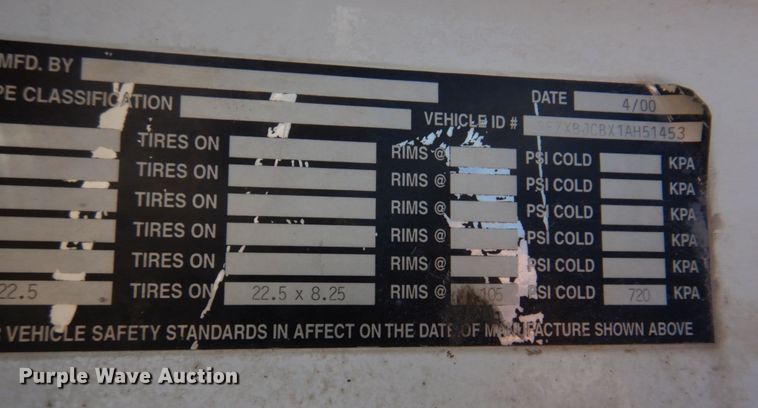 MFD. BY DATE 4/00
PE CLASSIFICATION VEHICLE ID #
TIRES ON RIMS @ PSI COLD KPA
TIRES ON RIMS @ PSI COLD KPA
TIRES ON RIMS @ PSI COLD KPA
TIRES ON RIMS @ PSI COLD KPA
TIRES ON RIMS @ PSI COLD KPA
22.5 TIRES ON 22.5 x 8.25 RIMS @ 105 PSI COLD 720 KPA
VEHICLE SAFETY STANDARDS IN AFFECT ON THE DATE OF MANUFACTURE SHOWN ABOVE
Purple Wave Auction